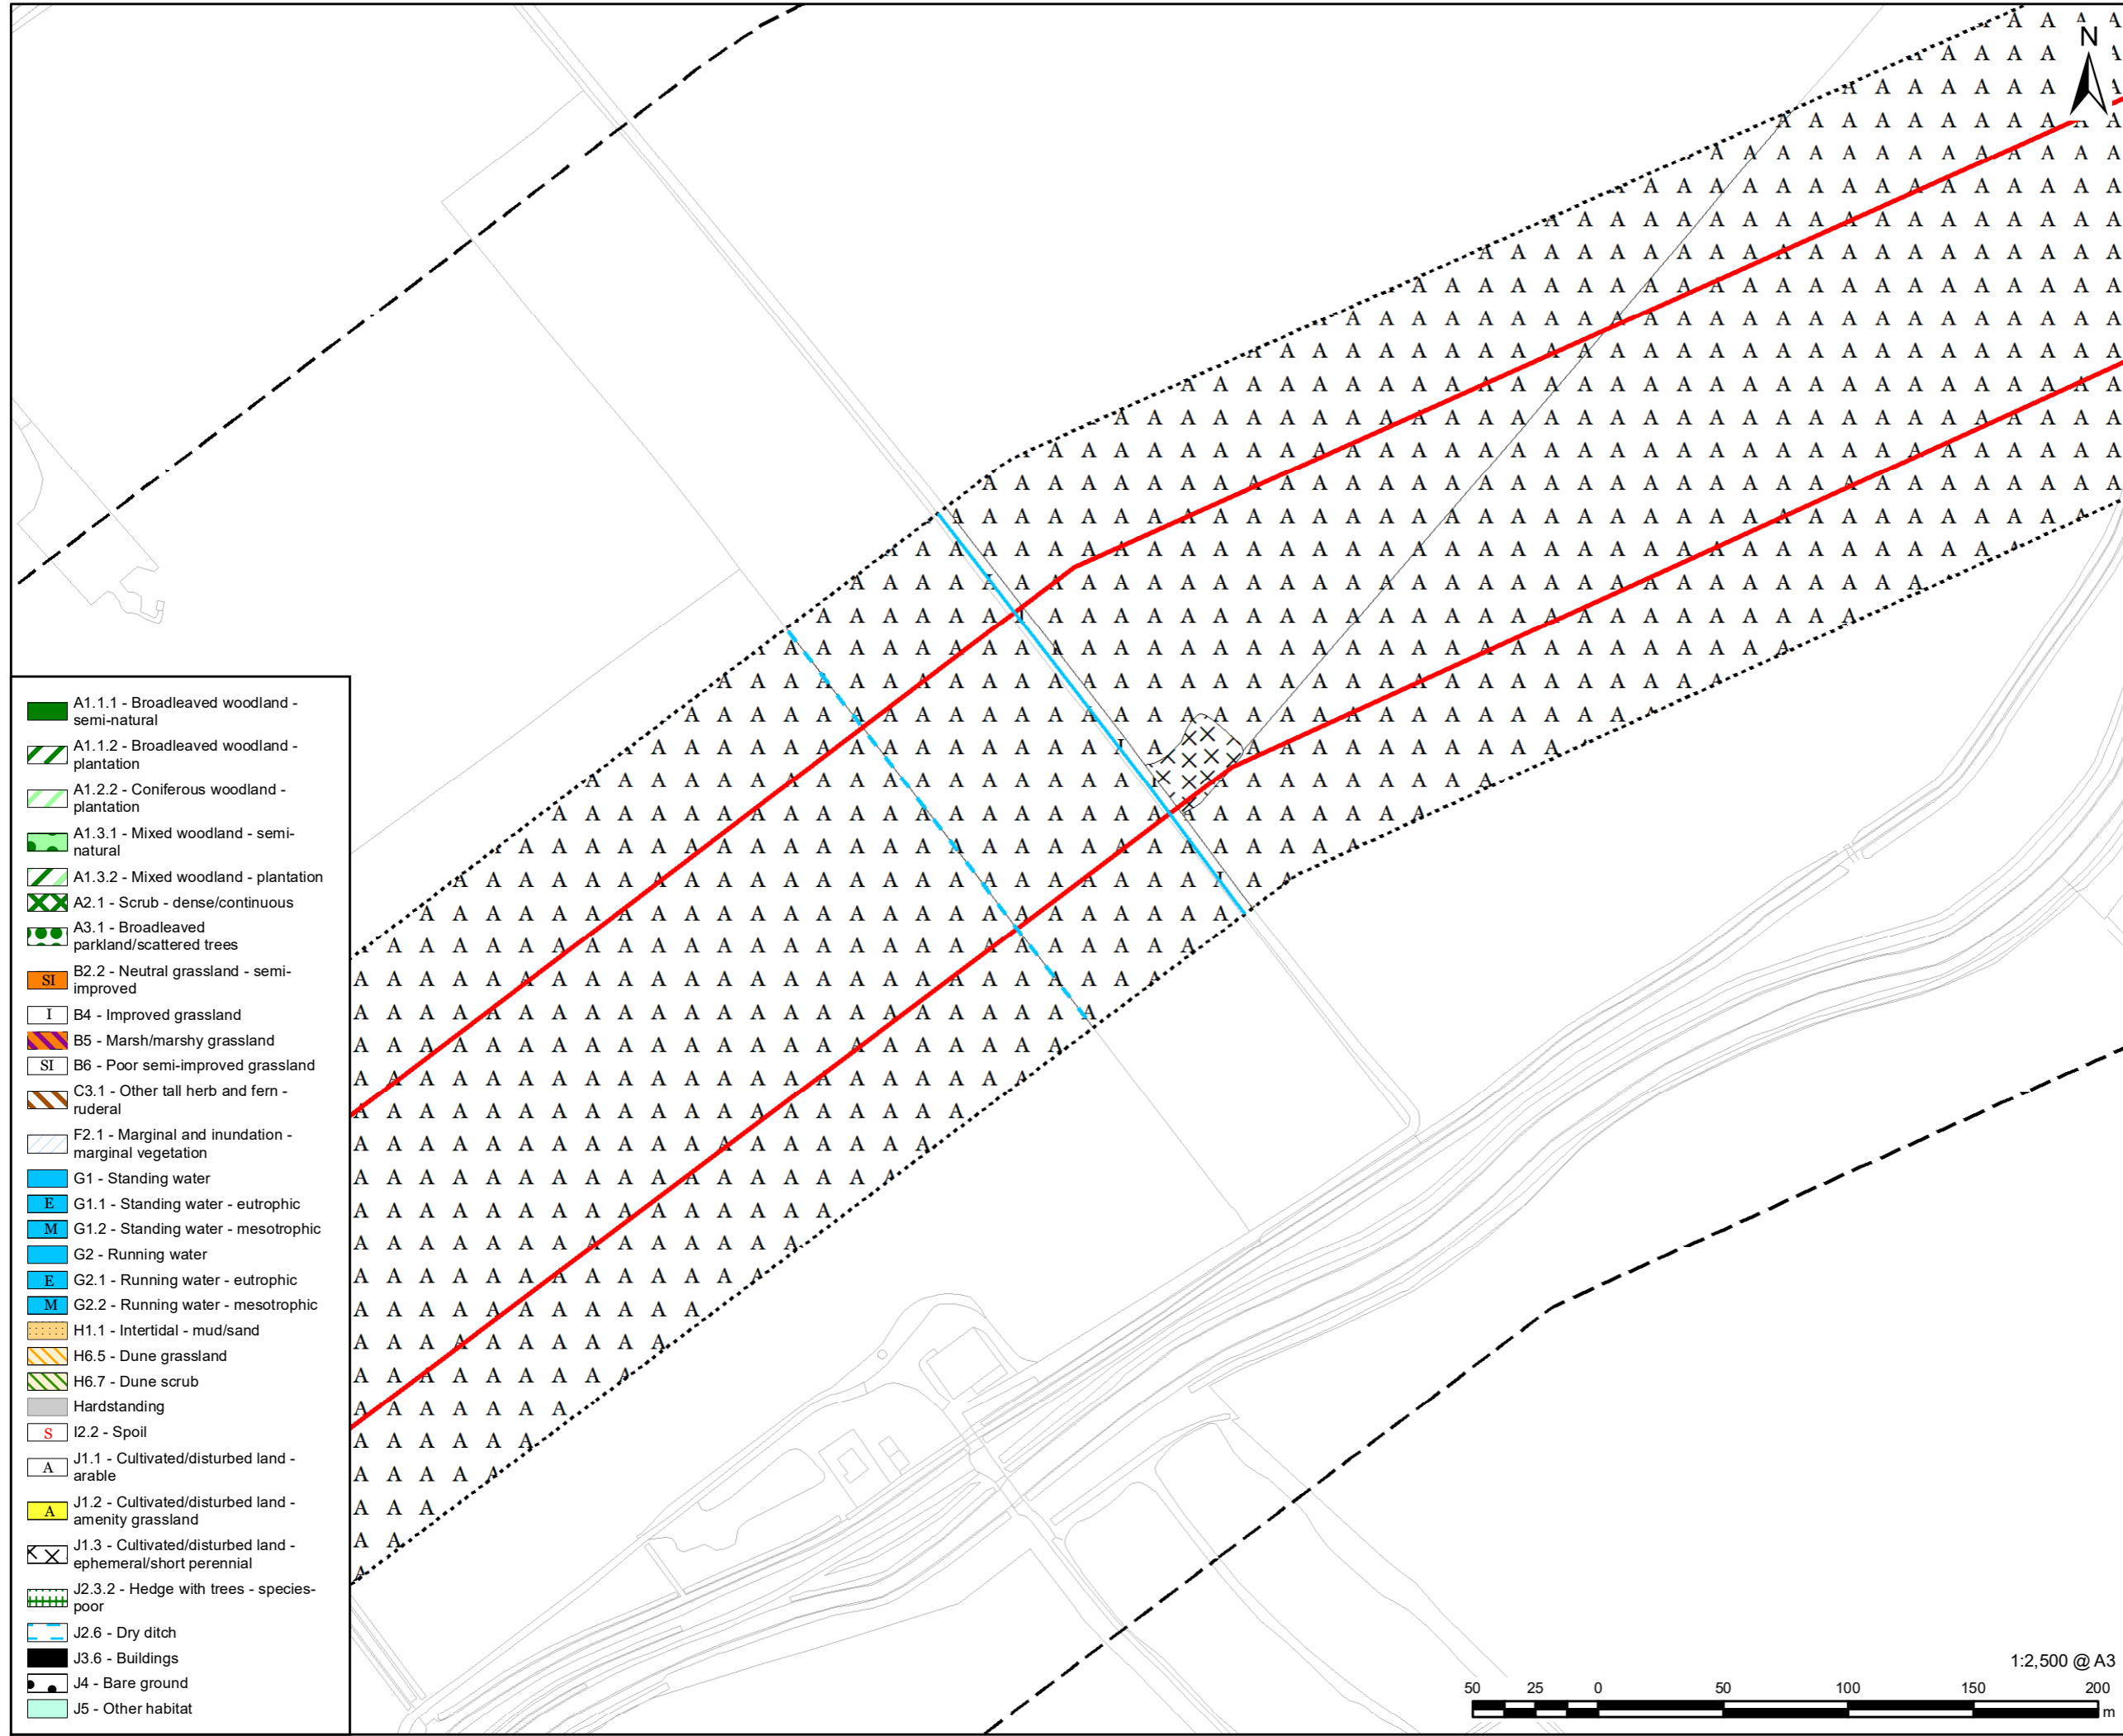 N
A1.1.1 - Broadleaved woodland -
semi-natural
A1.1.2 - Broadleaved woodland -
plantation
A1.2.2 - Coniferous woodland -
plantation
A1.3.1 - Mixed woodland - semi-
natural
A1.3.2 - Mixed woodland - plantation
A2.1 - Scrub - dense/continuous
A3.1 - Broadleaved
parkland/scattered trees
SI B2.2 - Neutral grassland - semi-
improved
I B4 - Improved grassland
B5 - Marsh/marshy grassland
SI B6 - Poor semi-improved grassland
C3.1 - Other tall herb and fern -
ruderal
F2.1 - Marginal and inundation -
marginal vegetation
G1 - Standing water
E G1.1 - Standing water - eutrophic
M G1.2 - Standing water - mesotrophic
G2 - Running water
E G2.1 - Running water - eutrophic
M G2.2 - Running water - mesotrophic
H1.1 - Intertidal - mud/sand
H6.5 - Dune grassland
H6.7 - Dune scrub
Hardstanding
S I2.2 - Spoil
A J1.1 - Cultivated/disturbed land -
arable
A J1.2 - Cultivated/disturbed land -
amenity grassland
J1.3 - Cultivated/disturbed land -
ephemeral/short perennial
J2.3.2 - Hedge with trees - species-
poor
J2.6 - Dry ditch
J3.6 - Buildings
J4 - Bare ground
J5 - Other habitat
1:2,500 @ A3
50 25 0 50 100 150 200
m